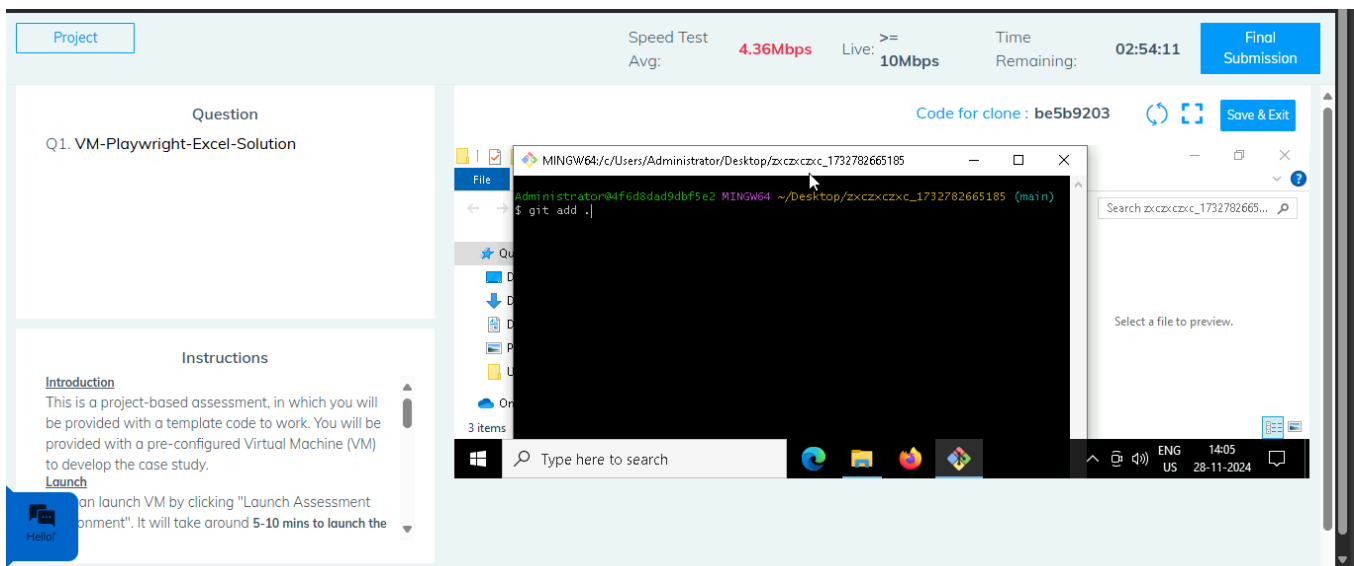 Project
Speed Test Avg:
4.36Mbps
Live:
>= 10Mbps
Time Remaining:
02:54:11
Final Submission
Question
Q1. VM-Playwright-Excel-Solution
Instructions
Introduction
This is a project-based assessment, in which you will
be provided with a template code to work. You will be
provided with a pre-configured Virtual Machine (VM)
to develop the case study.
Launch
an launch VM by clicking "Launch Assessment
onment". It will take around 5-10 mins to launch the
Hello!
Code for clone : be5b9203
Save & Exit
MINGW64:/c/Users/Administrator/Desktop/zxczxczxc_1732782665185
File
Administrator@4f6d8dad9dbf5e2 MINGW64 ~/Desktop/zxczxczxc_1732782665185 (main)
$ git add .
Search zxczxczxc_1732782665...
Qu
D
D
D
P
U
On
3 items
Select a file to preview.
Type here to search
ENG
US
14:05
28-11-2024